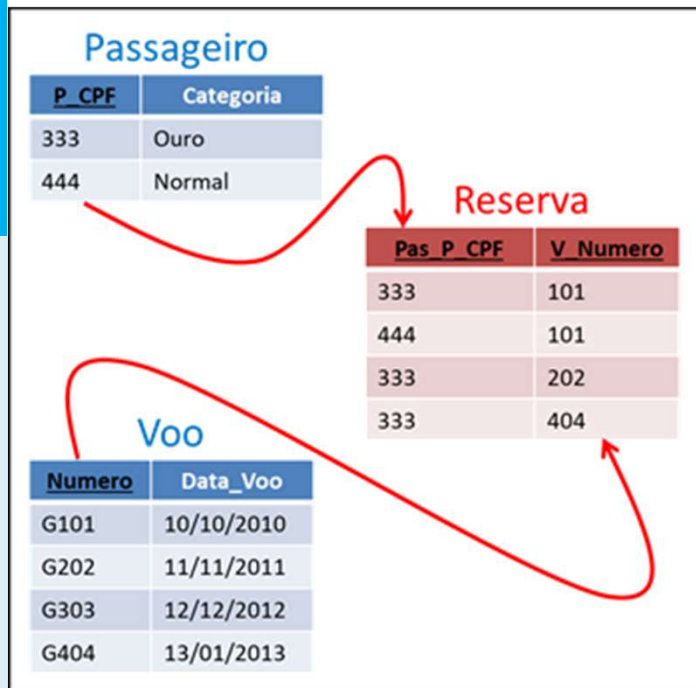 Passageiro
P_CPF Categoria
333 Ouro
444 Normal
Reserva
Pas_P_CPF V_Numero
333 101
444 101
333 202
333 404
Voo
Numero Data_Voo
G101 10/10/2010
G202 11/11/2011
G303 12/12/2012
G404 13/01/2013